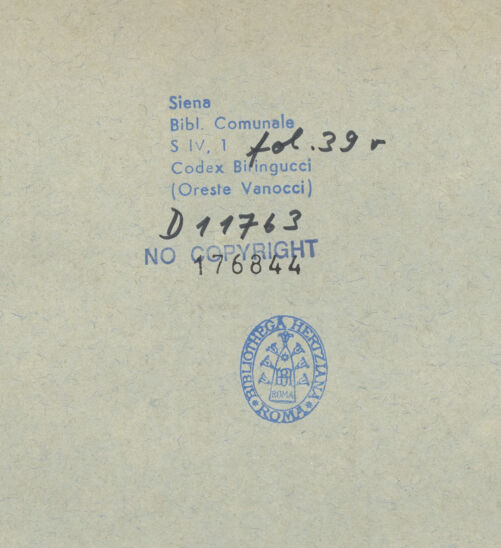 Siena
Bibl. Comunale
S IV, 1 fol. 39 r
Codex Biringucci
(Oreste Vanocci)
D 11763
NO COPYRIGHT
176844
BIBLIOTHECA HERTZIANA
ROMA
ROMA